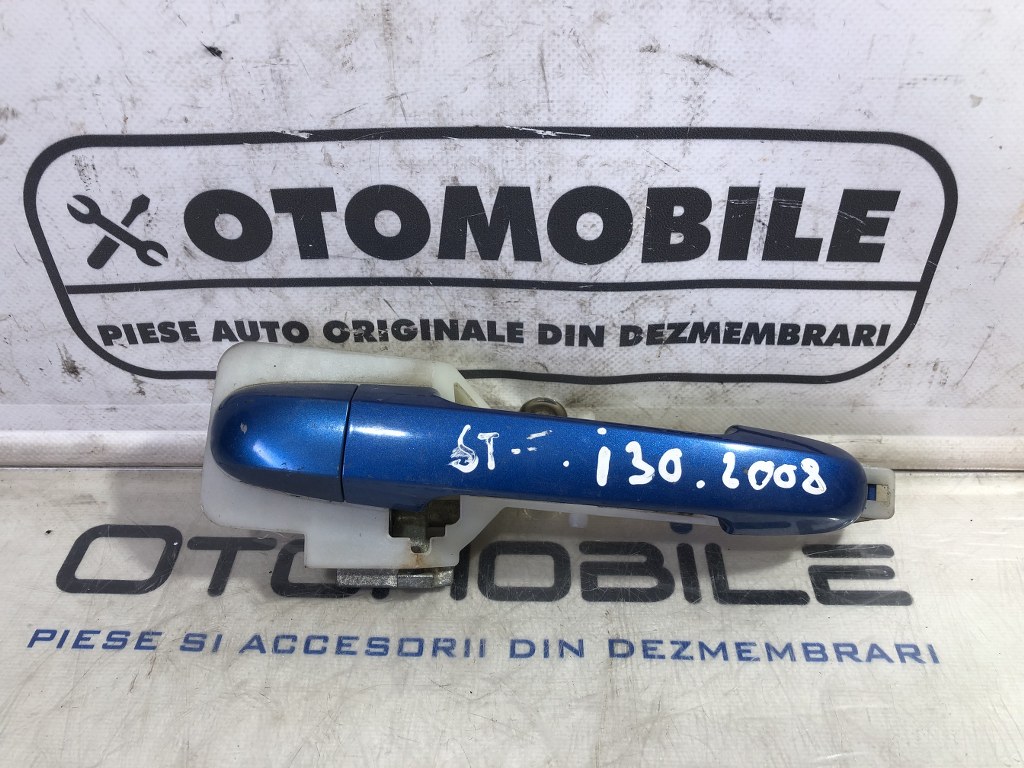 OTOMOBILE
PIESE AUTO ORIGINALE DIN DEZMEMBRARI
ST i30. 2008
OTOMOBILE
PIESE SI ACCESORII DIN DEZMEMBRARI